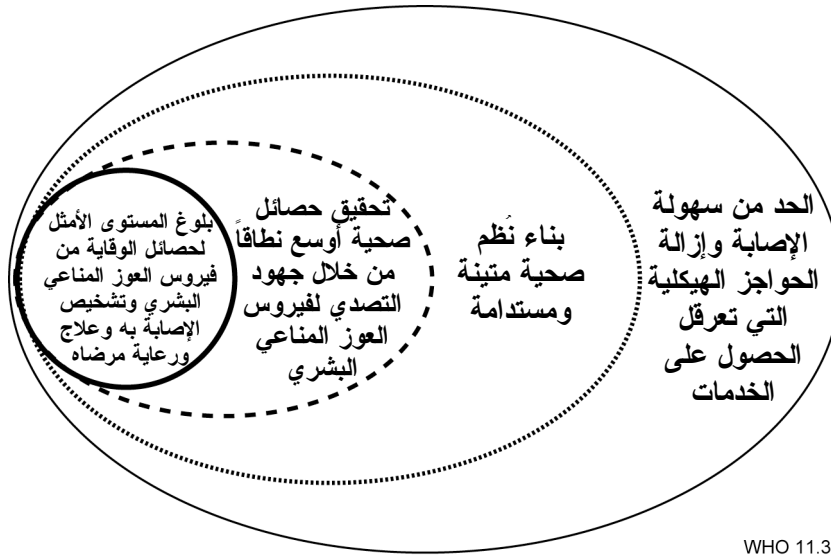 الحد من سهولة
الإصابة وإزالة
الحواجز الهيكلية
التي تعرقل
الحصول على
الخدمات
بناء نُظم
صحية متينة
ومستدامة
تحقيق حصائل
صحية أوسع نطاقاً
من خلال جهود
التصدي لفيروس
العوز المناعي
البشري
بلوغ المستوى الأمثل
لحصائل الوقاية من
فيروس العوز المناعي
البشري وتشخيص
الإصابة به وعلاج
ورعاية مرضاه
WHO 11.3